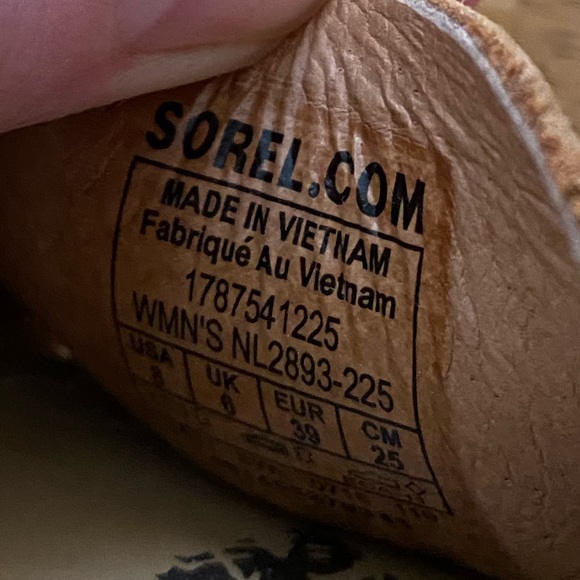 SOREL.COM
MADE IN VIETNAM
Fabriqué Au Vietnam
1787541225
WMN'S NL2893-225
USA UK EUR CM
8 6 39 25